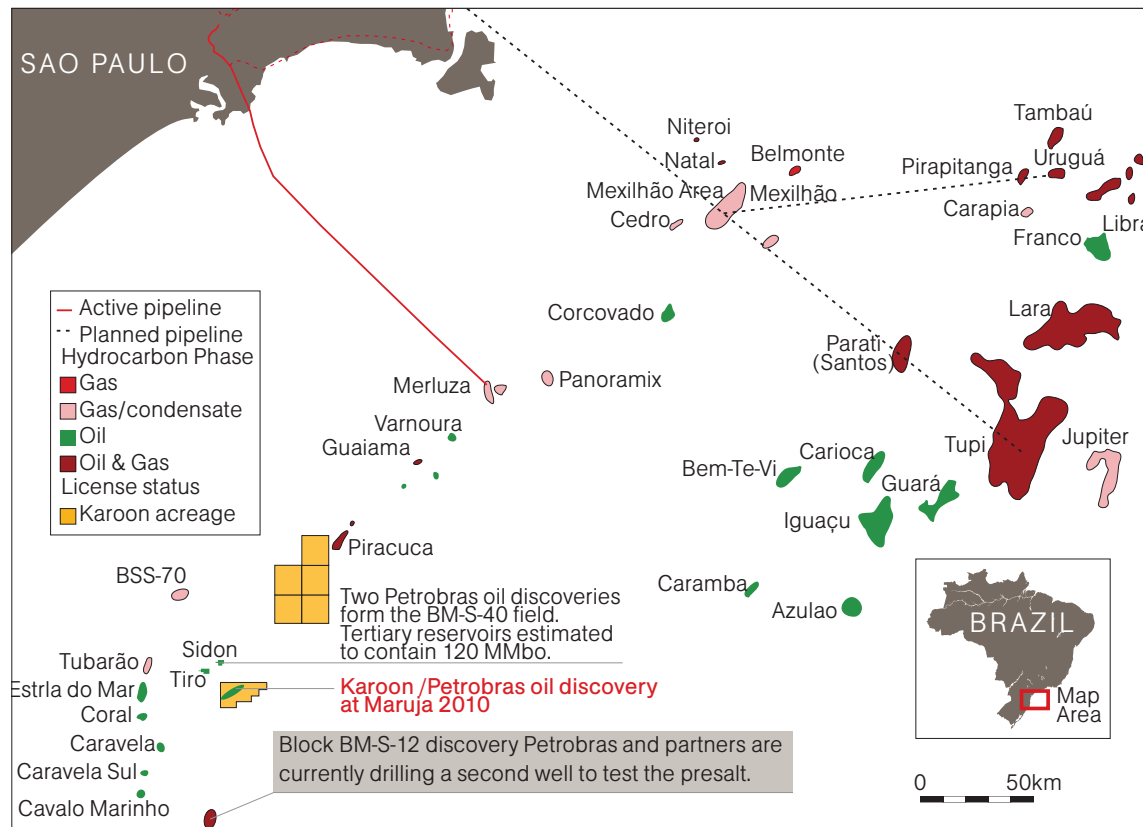 SAO PAULO
Niteroi
Natal
Belmonte
Mexilhão Area
Mexilhão
Cedro
Tambaú
Pirapitanga
Uruguá
Carapia
Libra
Franco
Corcovado
Lara
Parati
(Santos)
Active pipeline
Planned pipeline
Hydrocarbon Phase
Gas
Gas/condensate
Oil
Oil & Gas
License status
Karoon acreage
Merluza
Panoramix
Varnoura
Guaiama
Tupi
Jupiter
Carioca
Bem-Te-Vi
Guará
Iguaçu
Piracuca
BSS-70
Two Petrobras oil discoveries
form the BM-S-40 field.
Tertiary reservoirs estimated
to contain 120 MMbo.
Caramba
Azulao
Sidon
Tubarão
Tiro
Estrla do Mar
Karoon /Petrobras oil discovery
at Maruja 2010
Coral
Caravela
Caravela Sul
Cavalo Marinho
Block BM-S-12 discovery Petrobras and partners are
currently drilling a second well to test the presalt.
BRAZIL
Map
Area
0 50km